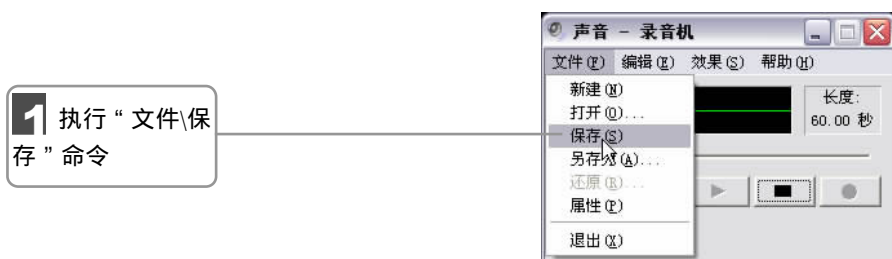 声音 - 录音机
文件(F) 编辑(E) 效果(S) 帮助(H)
新建(N)
打开(O)...
保存(S)
另存为(A)...
还原(R)...
属性(P)
退出(X)
长度:
60.00 秒
1 执行“文件\保
存”命令